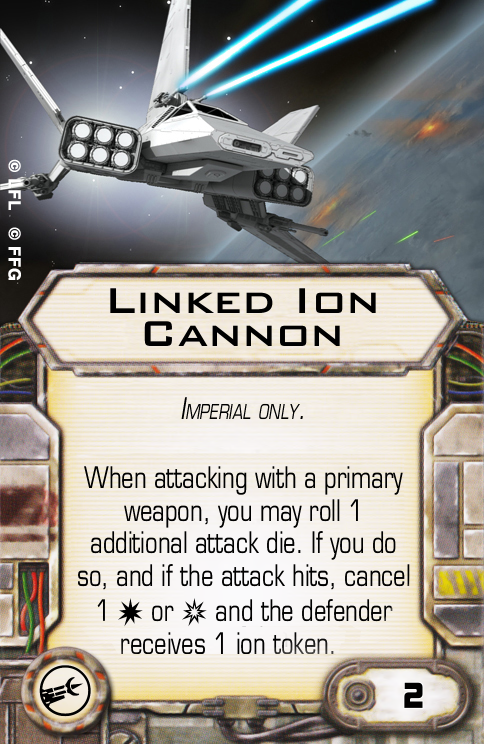 © LFL © FFG
LINKED ION
CANNON
IMPERIAL ONLY.
When attacking with a primary
weapon, you may roll 1
additional attack die. If you do
so, and if the attack hits, cancel
1 or and the defender
receives 1 ion token.
2